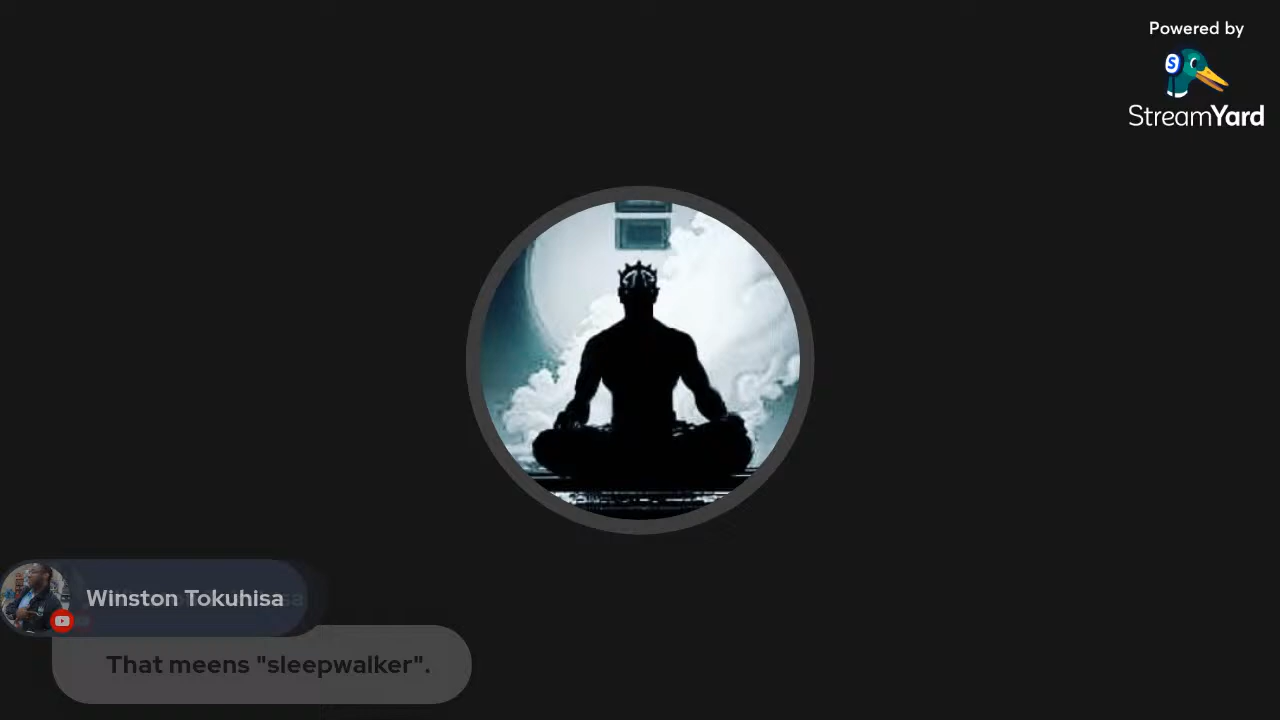 Powered by
S
StreamYard
Winston Tokuhisa
That meens "sleepwalker".